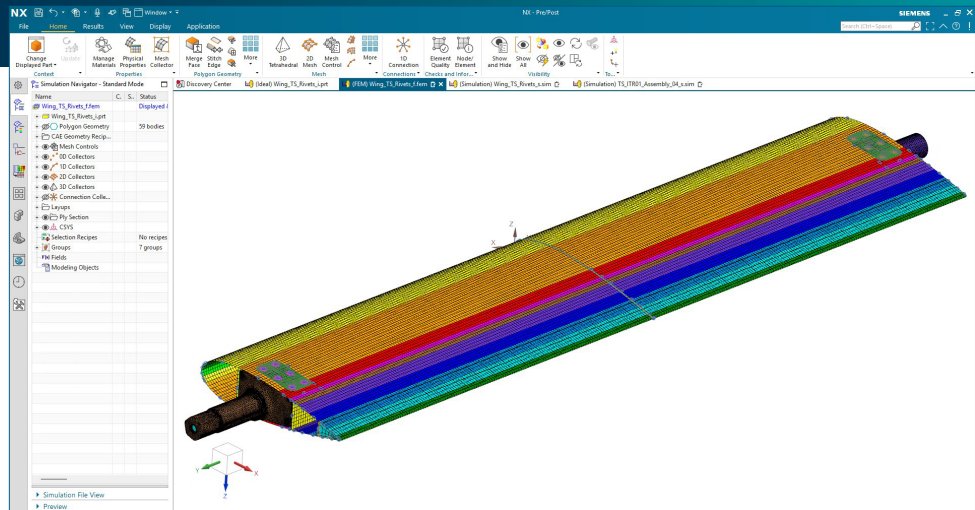 NX Window NX - Pre/Post SIEMENS
File Home Results View Display Application Search (Ctrl+Space)
Change Displayed Part Update Manage Materials Physical Properties Mesh Collector Merge Face Stitch Edge More 3D Tetrahedral 2D Mesh Mesh Control More 1D Connection Element Quality Node/Element Show and Hide Show All
Context Properties Polygon Geometry Mesh Connections Checks and Infor... Visibility To...
Simulation Navigator - Standard Mode Discovery Center (Ideal) Wing_TS_Rivets_i.prt (FEM) Wing_TS_Rivets_f.fem (Simulation) Wing_TS_Rivets_s.sim (Simulation) TS_ITR01_Assembly_04_s.sim
Name C. S.. Status
Wing_TS_Rivets_f.fem Displayed &
Wing_TS_Rivets_i.prt
Polygon Geometry 59 bodies
CAE Geometry Recip...
Mesh Controls
0D Collectors
1D Collectors
2D Collectors
3D Collectors
Connection Colle...
Layups
Ply Section
CSYS
Selection Recipes No recipes
Groups 7 groups
Fields
Modeling Objects
Z
X
Y
X
Z
Simulation File View
Preview